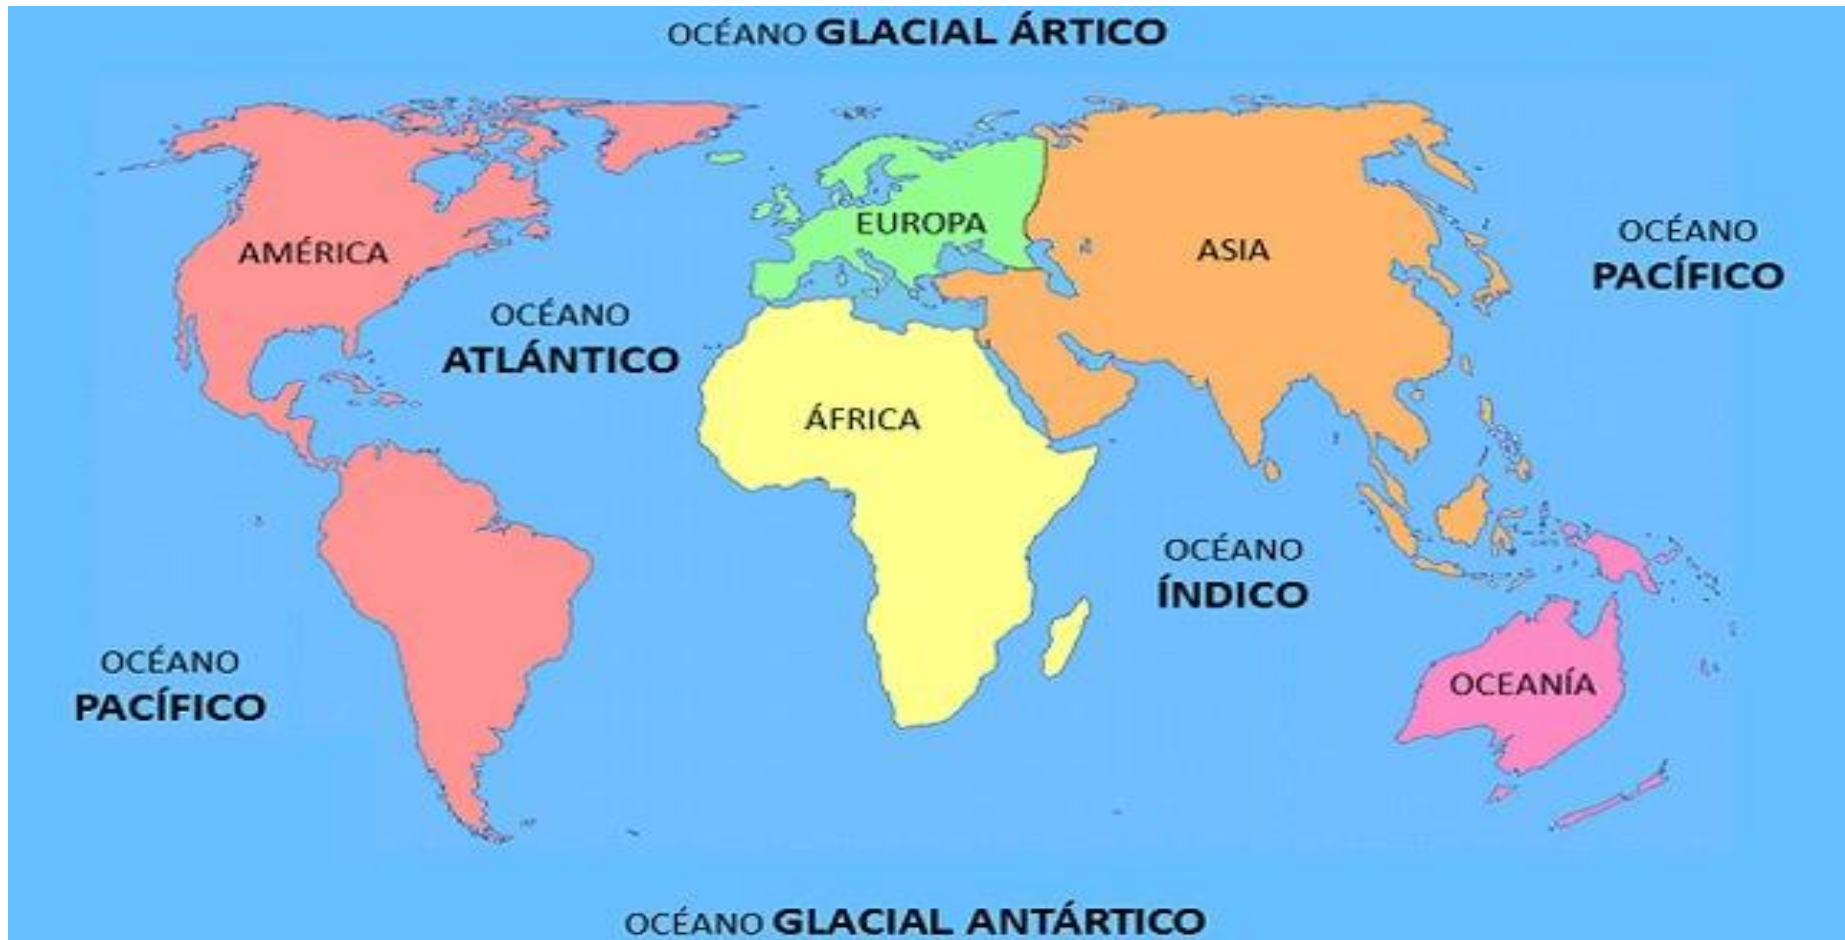 OCÉANO GLACIAL ÁRTICO
AMÉRICA
EUROPA
ASIA
OCÉANO
PACÍFICO
OCÉANO
ATLÁNTICO
ÁFRICA
OCÉANO
ÍNDICO
OCÉANO
PACÍFICO
OCEANÍA
OCÉANO GLACIAL ANTÁRTICO